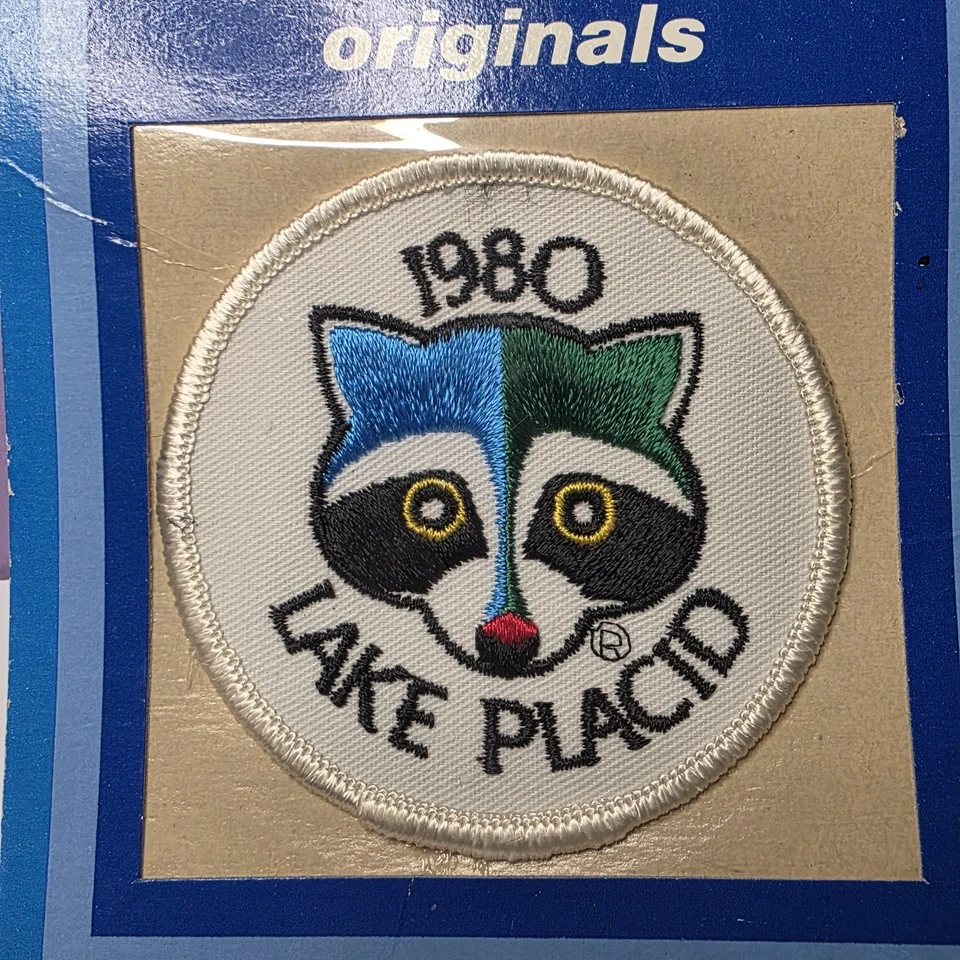 originals
1980
LAKE PLACID
®